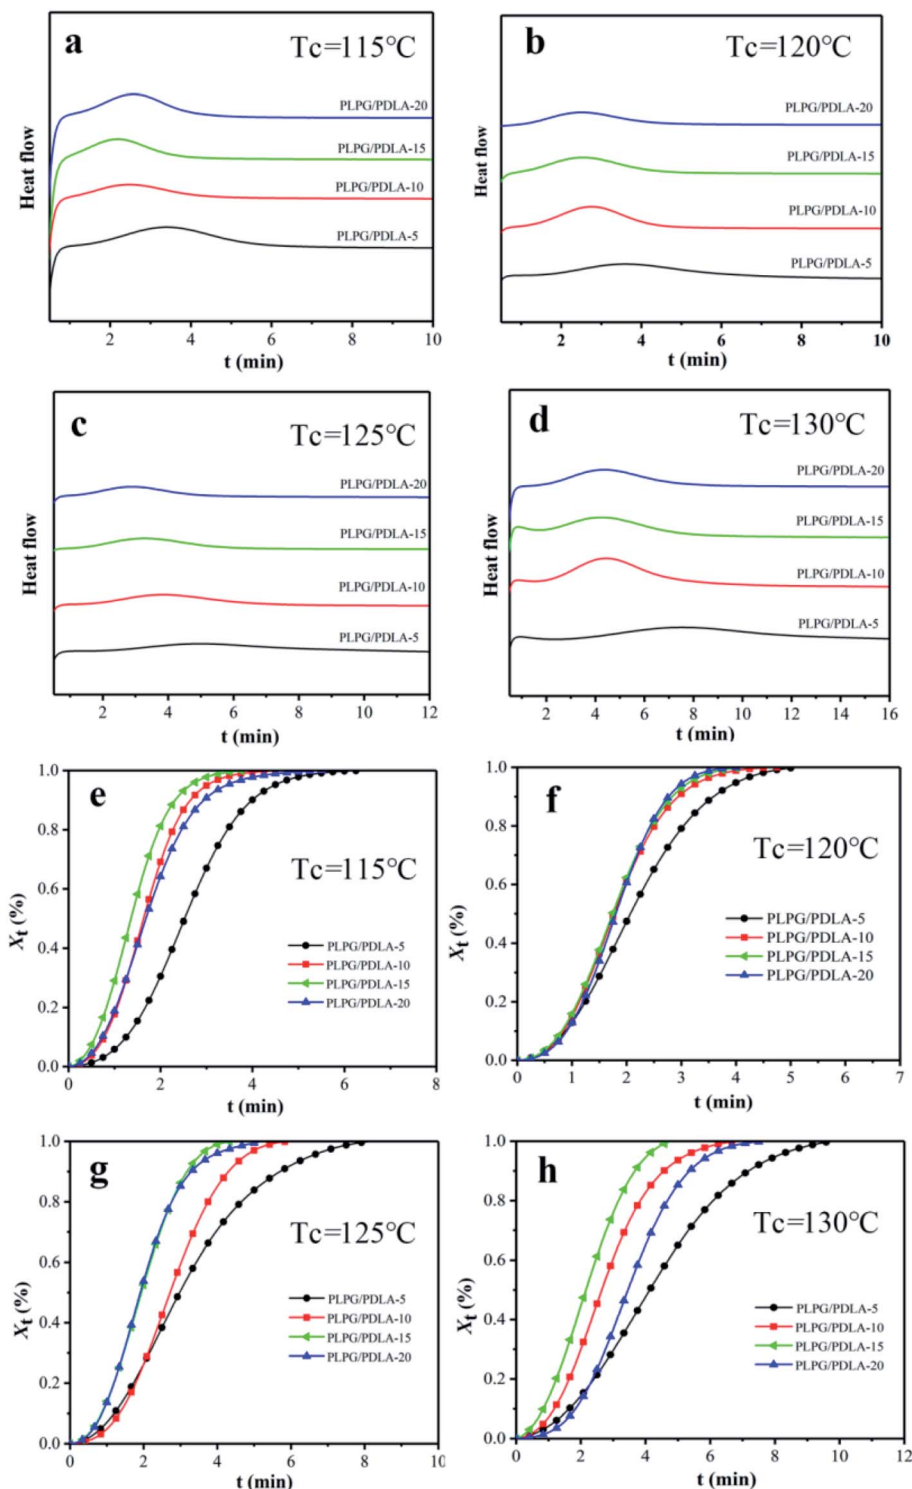 a
Tc=115℃
PLPG/PDLA-20
PLPG/PDLA-15
PLPG/PDLA-10
PLPG/PDLA-5
Heat flow
2 4 6 8 10
t (min)
b
Tc=120℃
PLPG/PDLA-20
PLPG/PDLA-15
PLPG/PDLA-10
PLPG/PDLA-5
Heat flow
2 4 6 8 10
t (min)
c
Tc=125℃
PLPG/PDLA-20
PLPG/PDLA-15
PLPG/PDLA-10
PLPG/PDLA-5
Heat flow
2 4 6 8 10 12
t (min)
d
Tc=130℃
PLPG/PDLA-20
PLPG/PDLA-15
PLPG/PDLA-10
PLPG/PDLA-5
Heat flow
2 4 6 8 10 12 14 16
t (min)
e
Tc=115℃
PLPG/PDLA-5
PLPG/PDLA-10
PLPG/PDLA-15
PLPG/PDLA-20
Xt (%)
1.0
0.8
0.6
0.4
0.2
0.0
0 2 4 6 8
t (min)
f
Tc=120℃
PLPG/PDLA-5
PLPG/PDLA-10
PLPG/PDLA-15
PLPG/PDLA-20
Xt (%)
1.0
0.8
0.6
0.4
0.2
0.0
0 1 2 3 4 5 6 7
t (min)
g
Tc=125℃
PLPG/PDLA-5
PLPG/PDLA-10
PLPG/PDLA-15
PLPG/PDLA-20
Xt (%)
1.0
0.8
0.6
0.4
0.2
0.0
0 2 4 6 8 10
t (min)
h
Tc=130℃
PLPG/PDLA-5
PLPG/PDLA-10
PLPG/PDLA-15
PLPG/PDLA-20
Xt (%)
1.0
0.8
0.6
0.4
0.2
0.0
0 2 4 6 8 10 12
t (min)